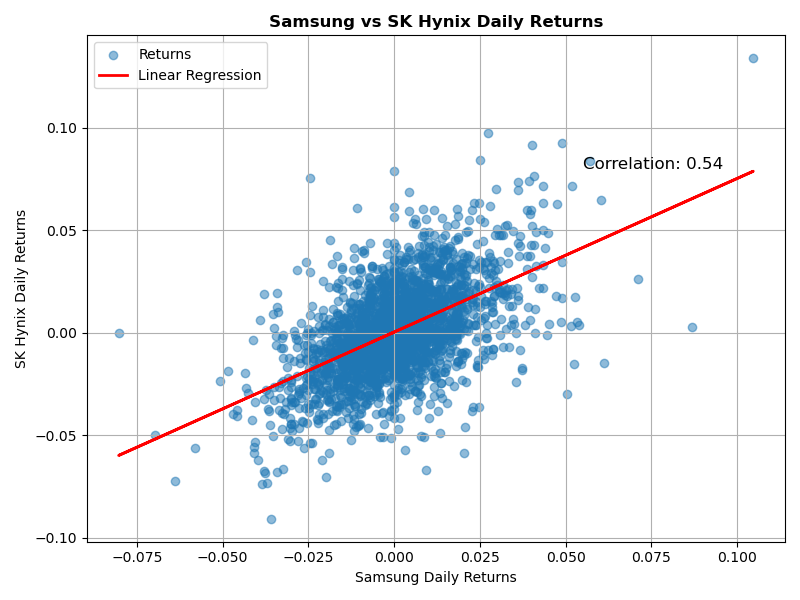 Samsung vs SK Hynix Daily Returns
Returns
Linear Regression
Correlation: 0.54
0.10
0.05
0.00
−0.05
−0.10
SK Hynix Daily Returns
−0.075
−0.050
−0.025
0.000
0.025
0.050
0.075
0.100
Samsung Daily Returns